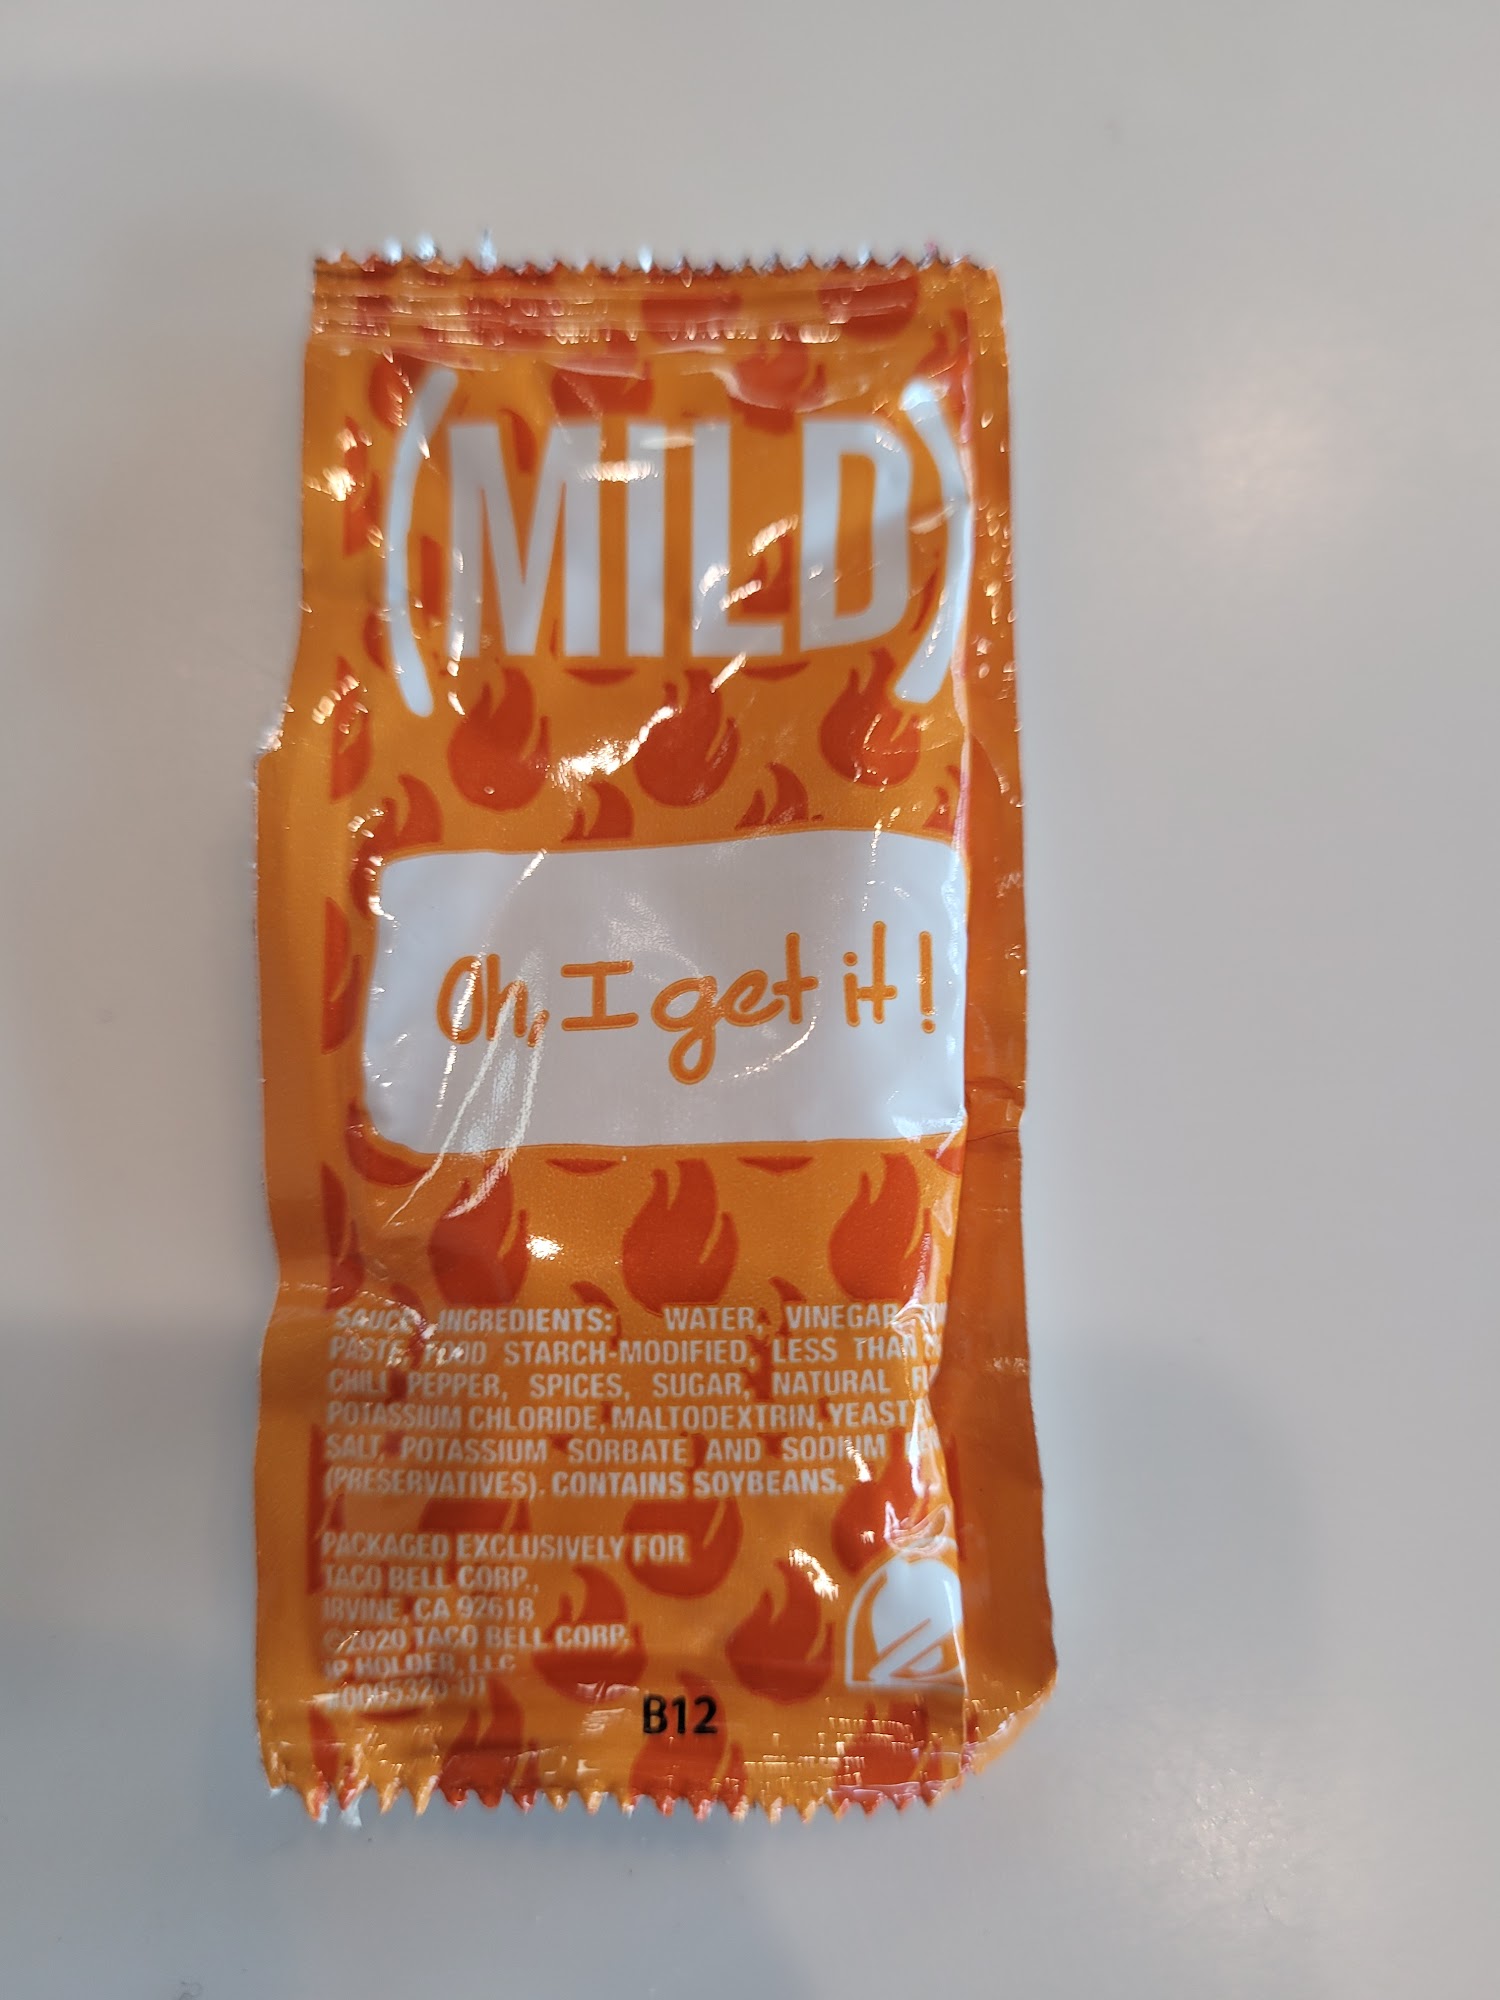 (MILD)
Oh, I get it!
SAUCE INGREDIENTS: WATER, VINEGAR,
PASTE, FOOD STARCH-MODIFIED, LESS THAN
CHILI PEPPER, SPICES, SUGAR, NATURAL
POTASSIUM CHLORIDE, MALTODEXTRIN, YEAST
SALT, POTASSIUM SORBATE AND SODIUM
(PRESERVATIVES). CONTAINS SOYBEANS.
PACKAGED EXCLUSIVELY FOR
TACO BELL CORP.,
IRVINE, CA 92618
©2020 TACO BELL CORP.
IP HOLDER, LLC
B12